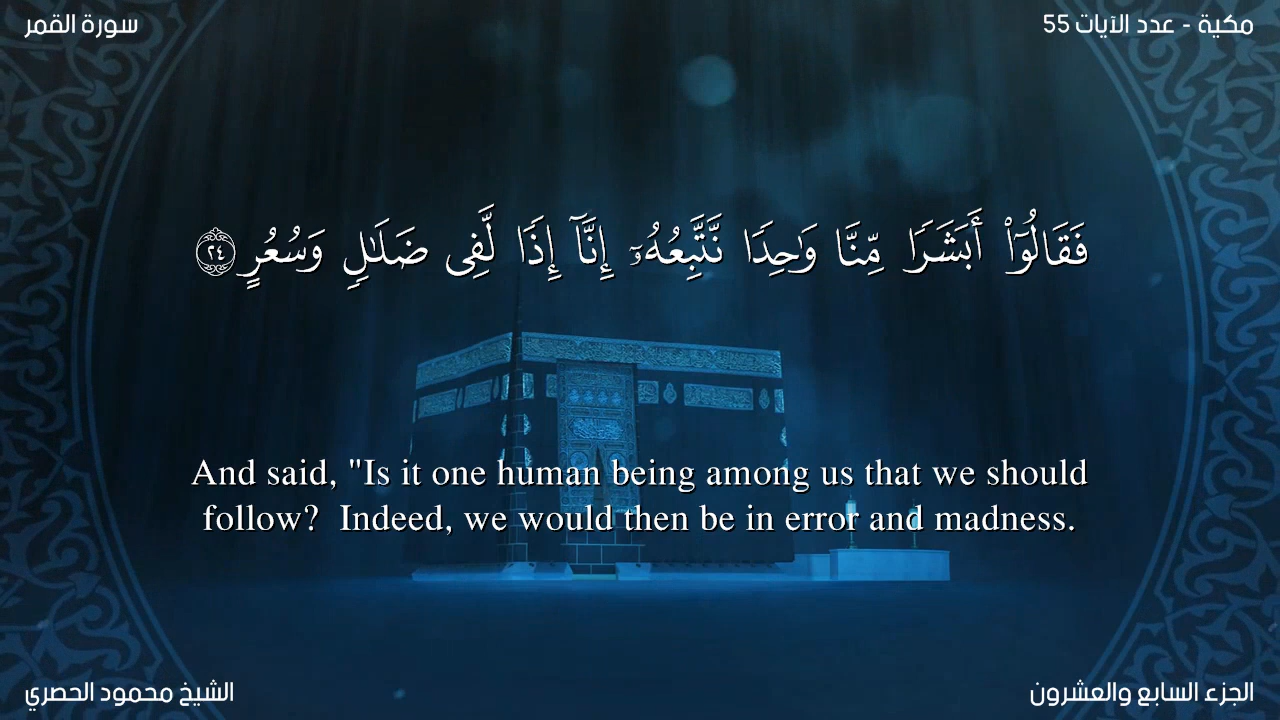 سورة القمر
مكية - عدد الآيات 55
فَقَالُوٓا۟ أَبَشَرًا مِّنَّا وَٰحِدًا نَّتَّبِعُهُۥٓ إِنَّآ إِذًا لَّفِى ضَلَٰلٍ وَسُعُرٍ ٢٤
And said, "Is it one human being among us that we should
follow?  Indeed, we would then be in error and madness.
الشيخ محمود الحصري
الجزء السابع والعشرون